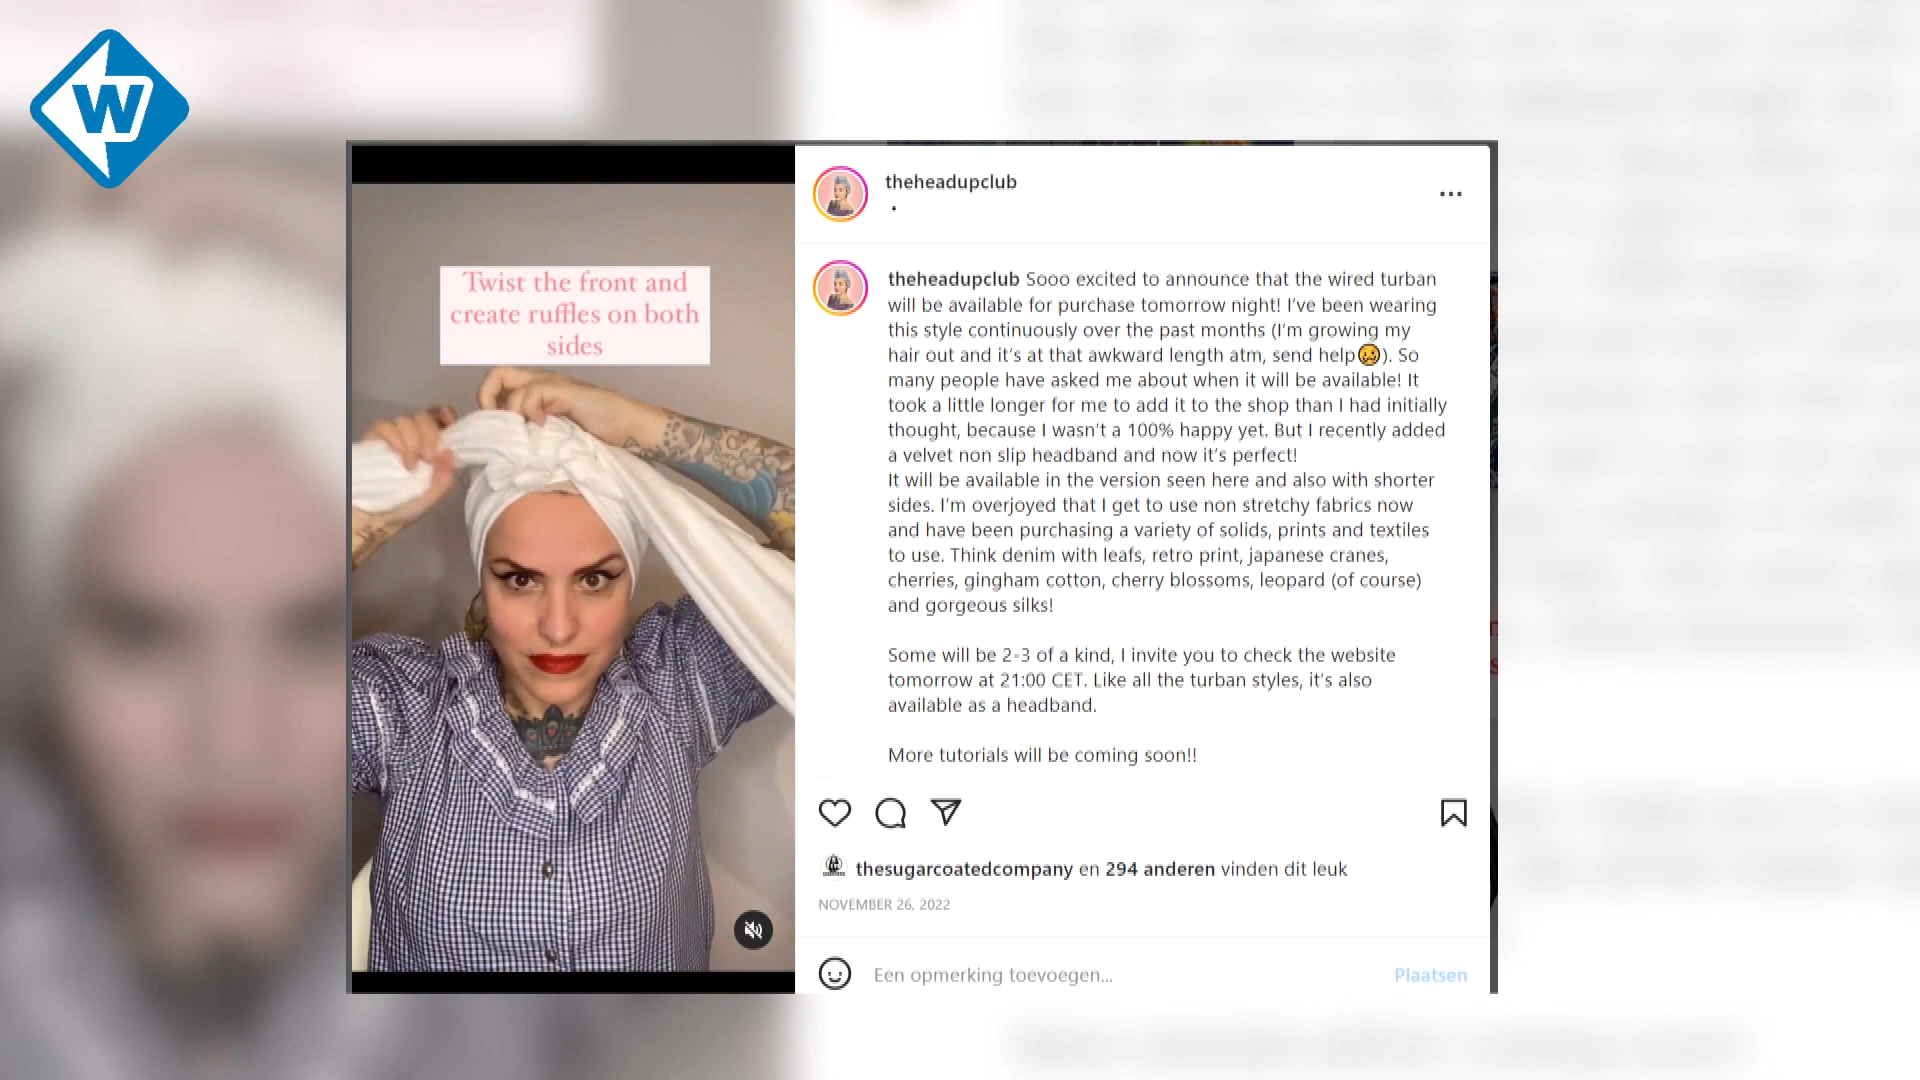 W
Twist the front and
create ruffles on both
sides
theheadupclub
•
theheadupclub Sooo excited to announce that the wired turban
will be available for purchase tomorrow night! I've been wearing
this style continuously over the past months (I'm growing my
hair out and it's at that awkward length atm, send help🥴). So
many people have asked me about when it will be available! It
took a little longer for me to add it to the shop than I had initially
thought, because I wasn't a 100% happy yet. But I recently added
a velvet non slip headband and now it's perfect!
It will be available in the version seen here and also with shorter
sides. I'm overjoyed that I get to use non stretchy fabrics now
and have been purchasing a variety of solids, prints and textiles
to use. Think denim with leafs, retro print, japanese cranes,
cherries, gingham cotton, cherry blossoms, leopard (of course)
and gorgeous silks!
Some will be 2-3 of a kind, I invite you to check the website
tomorrow at 21:00 CET. Like all the turban styles, it's also
available as a headband.
More tutorials will be coming soon!!
thesugarcoatedcompany en 294 anderen vinden dit leuk
NOVEMBER 26, 2022
Een opmerking toevoegen...
Plaatsen